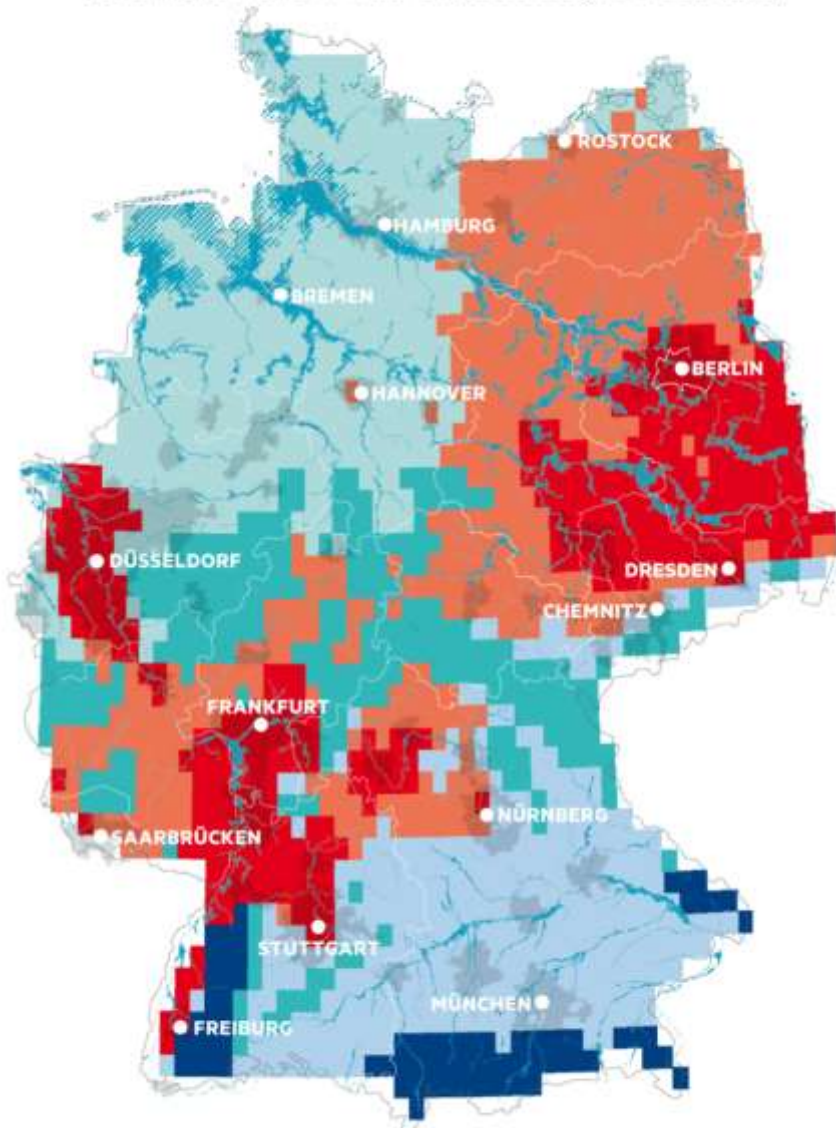 ROSTOCK
HAMBURG
BREMEN
BERLIN
HANNOVER
DÜSSELDORF
DRESDEN
CHEMNITZ
FRANKFURT
NÜRNBERG
SAARBRÜCKEN
STUTTGART
MÜNCHEN
FREIBURG